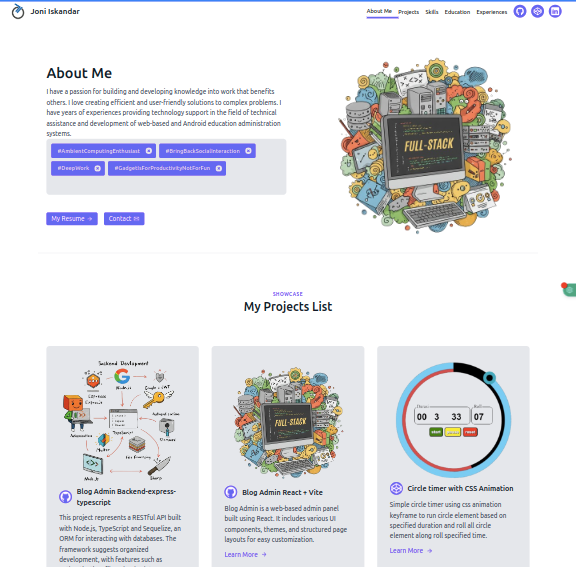 Joni Iskandar
About Me Projects Skills Education Experiences
About Me
I have a passion for building and developing knowledge into work that benefits
others. I love creating efficient and user-friendly solutions to complex problems. I
have years of experiences providing technology support in the field of technical
assistance and development of web-based and Android education administration
systems.
#AmbientComputingEnthusiast #BringBackSocialInteraction
#DeepWork #GadgetIsForProductivityNotForFun
My Resume
Contact
FULL-STACK
SHOWCASE
My Projects List
Backend Development
Google
FULL-STACK
00 3 33 07
start
reset
Blog Admin Backend-express-
typescript
This project represents a RESTful API built
with Node.js, TypeScript and Sequelize, an
ORM for interacting with databases. The
framework suggests organized
development, with features such as
Blog Admin React + Vite
Blog Admin is a web-based admin panel
built using React. It includes various UI
components, themes, and structured page
layouts for easy customization.
Learn More
Circle timer with CSS Animation
Simple circle timer using css animation
keyframe to run circle element based on
specified duration and roll all circle
element along roll specified time.
Learn More